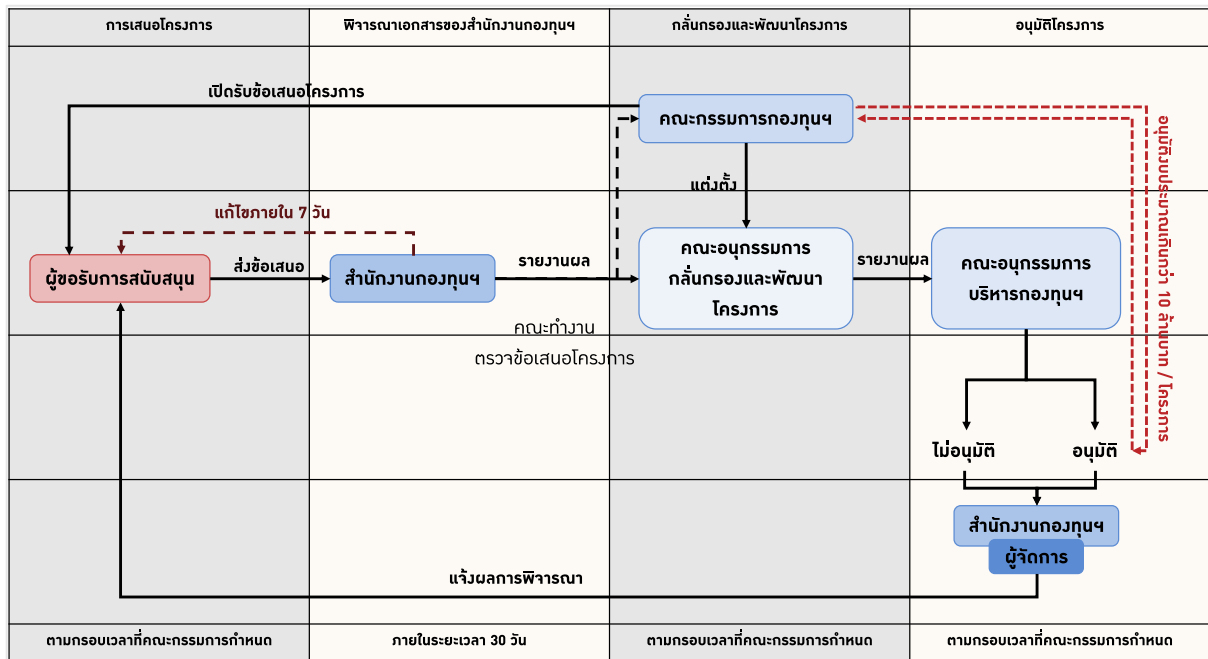 การเสนอโครงการ
พิจารณาเอกสารของสำนักงานกองทุนฯ
กลั่นกรองและพัฒนาโครงการ
อนุมัติโครงการ
เปิดรับข้อเสนอโครงการ
คณะกรรมการกองทุนฯ
แต่งตั้ง
อนุมัติงบประมาณเกินกว่า 10 ล้านบาท / โครงการ
แก้ไขภายใน 7 วัน
ผู้ขอรับการสนับสนุน
ส่งข้อเสนอ
สำนักงานกองทุนฯ
รายงานผล
คณะอนุกรรมการ
กลั่นกรองและพัฒนา
โครงการ
รายงานผล
คณะอนุกรรมการ
บริหารกองทุนฯ
คณะทำงาน
ตรวจข้อเสนอโครงการ
ไม่อนุมัติ
อนุมัติ
สำนักงานกองทุนฯ
ผู้จัดการ
แจ้งผลการพิจารณา
ตามกรอบเวลาที่คณะกรรมการกำหนด
ภายในระยะเวลา 30 วัน
ตามกรอบเวลาที่คณะกรรมการกำหนด
ตามกรอบเวลาที่คณะกรรมการกำหนด